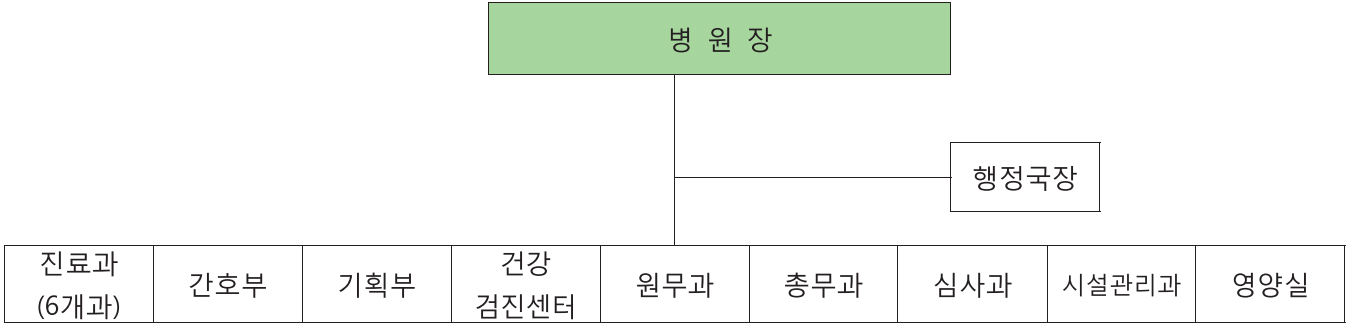 병 원 장
행정국장
진료과
(6개과)
간호부
기획부
건강
검진센터
원무과
총무과
심사과
시설관리과
영양실